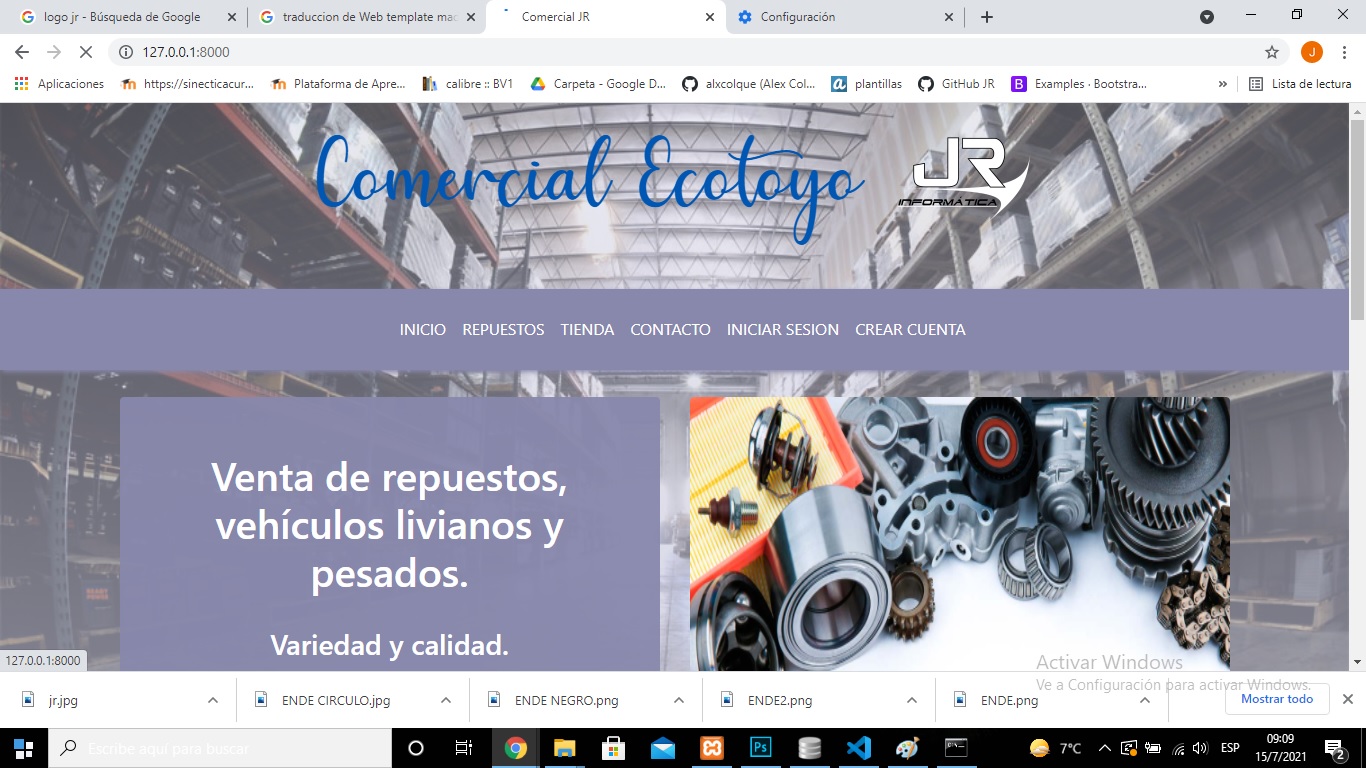 logo jr - Búsqueda de Google
traduccion de Web template mac
Comercial JR
Configuración
127.0.0.1:8000
J
Aplicaciones
https://sinecticacur...
Plataforma de Apre...
calibre :: BV1
Carpeta - Google D...
alxcolque (Alex Col...
plantillas
GitHub JR
Examples · Bootstra...
»
Lista de lectura
Comercial Ecotoyo
JR
INFORMÁTICA
INICIO REPUESTOS TIENDA CONTACTO INICIAR SESION CREAR CUENTA
Venta de repuestos,
vehículos livianos y
pesados.
Variedad y calidad.
READY
127.0.0.1:8000
Activar Windows
Ve a Configuración para activar Windows.
jr.jpg
ENDE CIRCULO.jpg
ENDE NEGRO.png
ENDE2.png
ENDE.png
Mostrar todo
Escribe aquí para buscar
Ps
7°C
ESP
09:09
15/7/2021
2